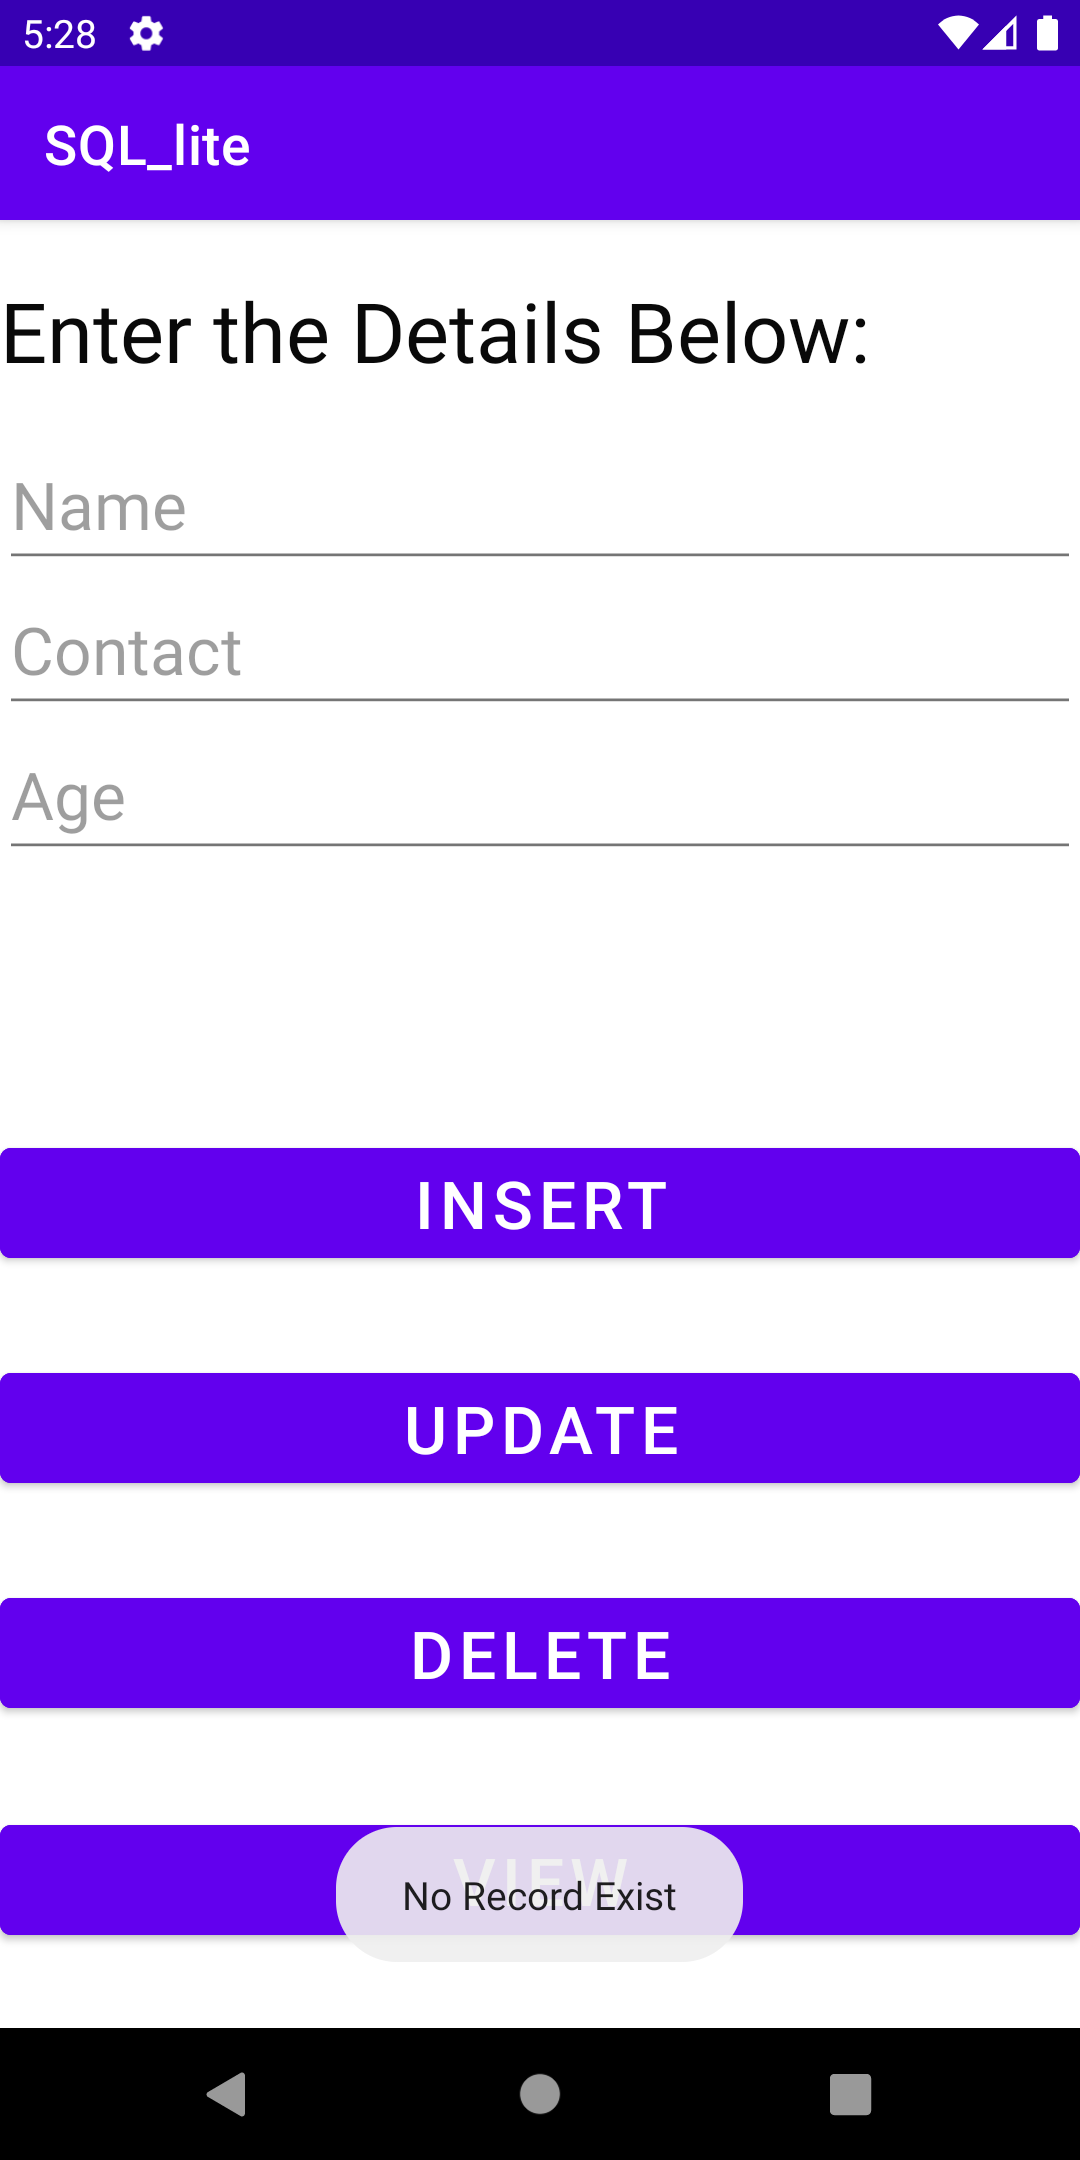 5:28
SQL_lite
Enter the Details Below:
Name
Contact
Age
INSERT
UPDATE
DELETE
VIEW
No Record Exist